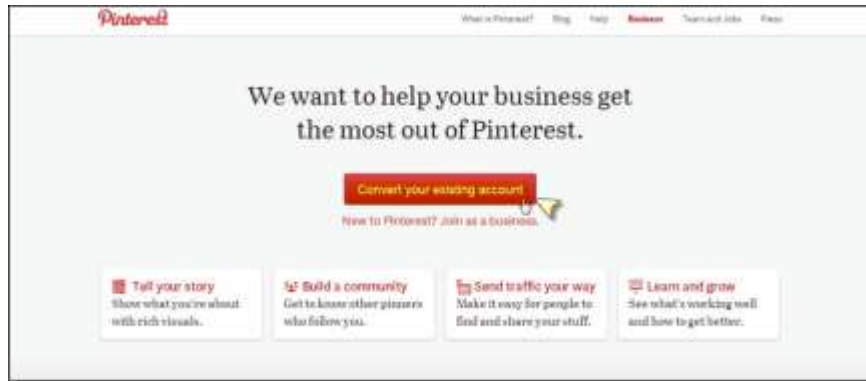 Pinterest
What is Pinterest? Blog Help Business Team and Jobs Press
We want to help your business get
the most out of Pinterest.
Convert your existing account
New to Pinterest? Join as a business.
Tell your story
Show what you're about
with rich visuals.
Build a community
Get to know other pinners
who follow you.
Send traffic your way
Make it easy for people to
find and share your stuff.
Learn and grow
See what's working well
and how to get better.